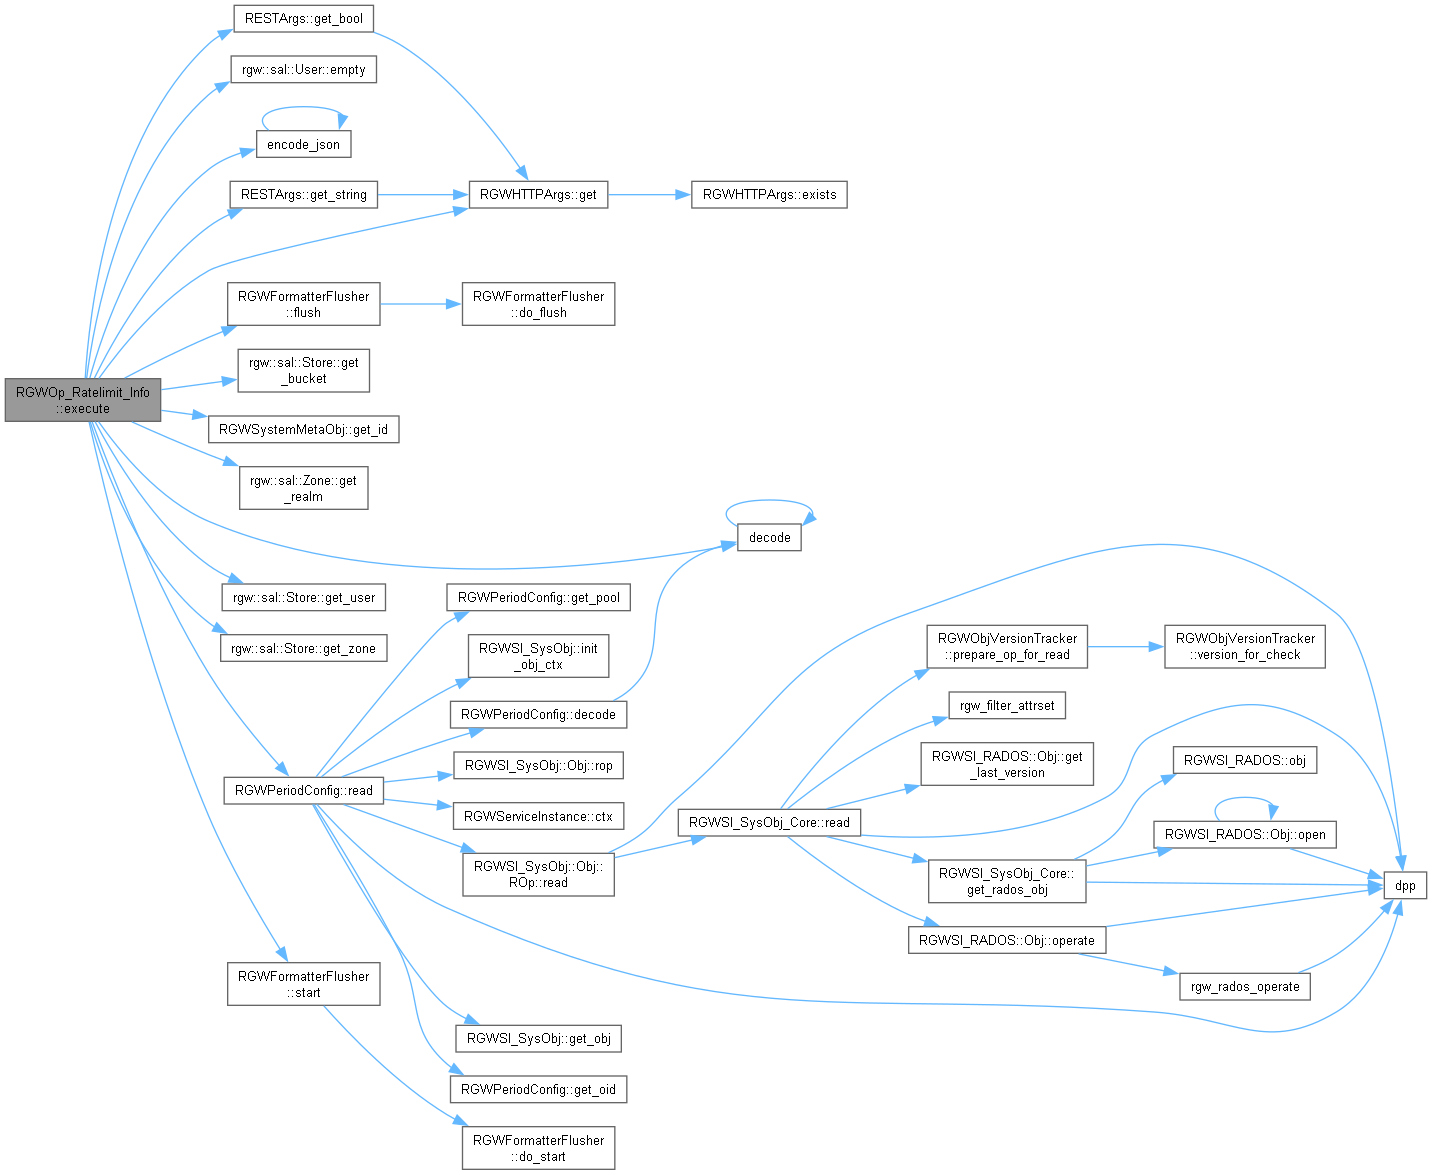 RESTArgs::get_bool
rgw::sal::User::empty
encode_json
RESTArgs::get_string
RGWHTTPArgs::get
RGWHTTPArgs::exists
RGWFormatterFlusher
::flush
RGWFormatterFlusher
::do_flush
rgw::sal::Store::get
_bucket
RGWOp_Ratelimit_Info
::execute
RGWSystemMetaObj::get_id
rgw::sal::Zone::get
_realm
decode
rgw::sal::Store::get_user
rgw::sal::Store::get_zone
RGWPeriodConfig::get_pool
RGWSI_SysObj::init
_obj_ctx
RGWPeriodConfig::decode
RGWSI_SysObj::Obj::rop
RGWPeriodConfig::read
RGWServiceInstance::ctx
RGWSI_SysObj::Obj::
ROp::read
RGWSI_SysObj_Core::read
RGWObjVersionTracker
::prepare_op_for_read
RGWObjVersionTracker
::version_for_check
rgw_filter_attrset
RGWSI_RADOS::Obj::get
_last_version
RGWSI_RADOS::obj
RGWSI_RADOS::Obj::open
RGWSI_SysObj_Core::
get_rados_obj
dpp
RGWSI_RADOS::Obj::operate
rgw_rados_operate
RGWFormatterFlusher
::start
RGWSI_SysObj::get_obj
RGWPeriodConfig::get_oid
RGWFormatterFlusher
::do_start